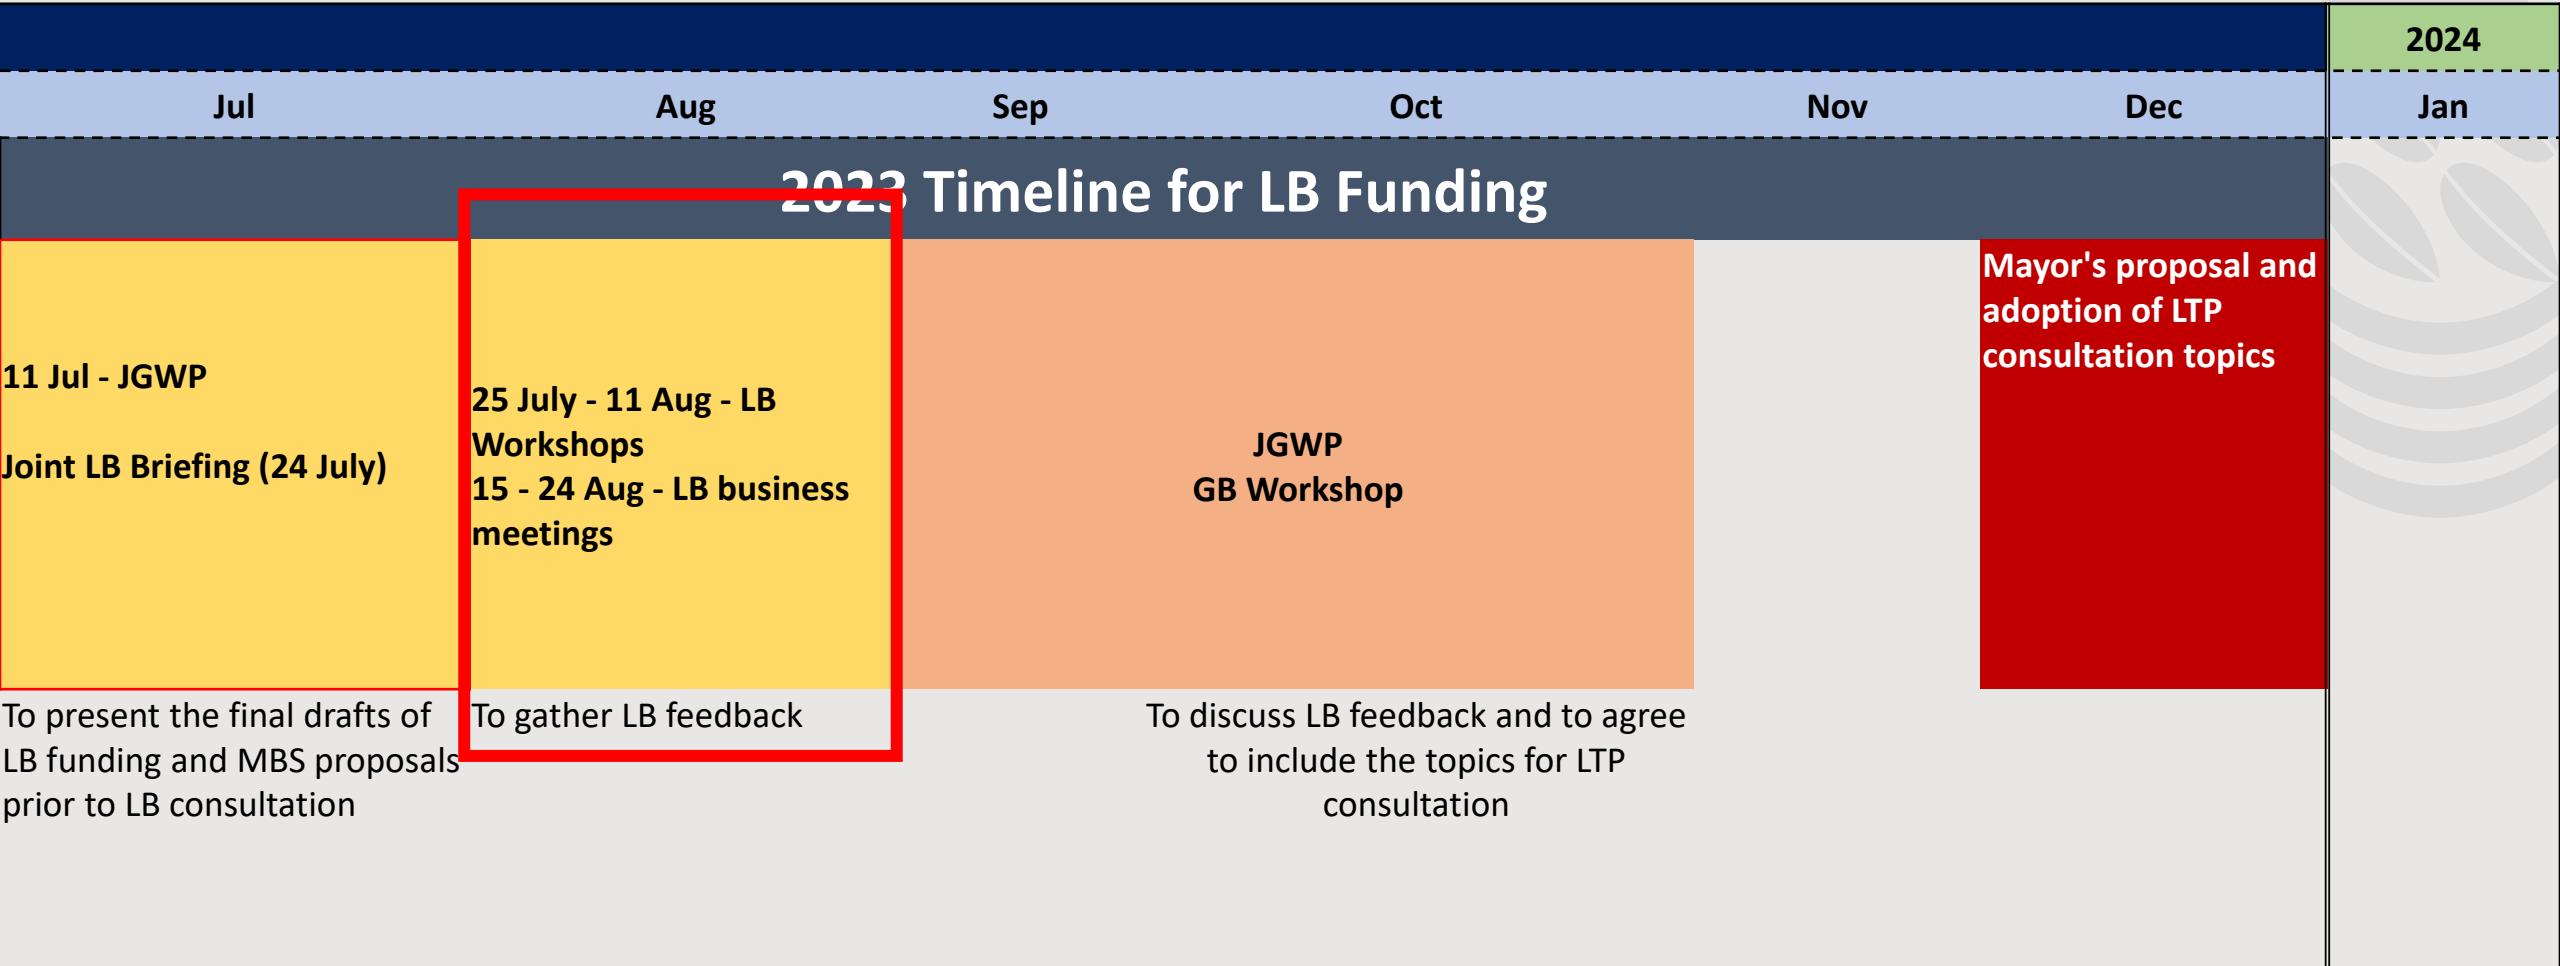 2024
Jul Aug Sep Oct Nov Dec Jan
2023 Timeline for LB Funding
11 Jul - JGWP
Joint LB Briefing (24 July)
25 July - 11 Aug - LB
Workshops
15 - 24 Aug - LB business
meetings
JGWP
GB Workshop
Mayor's proposal and
adoption of LTP
consultation topics
To present the final drafts of
LB funding and MBS proposals
prior to LB consultation
To gather LB feedback
To discuss LB feedback and to agree
to include the topics for LTP
consultation